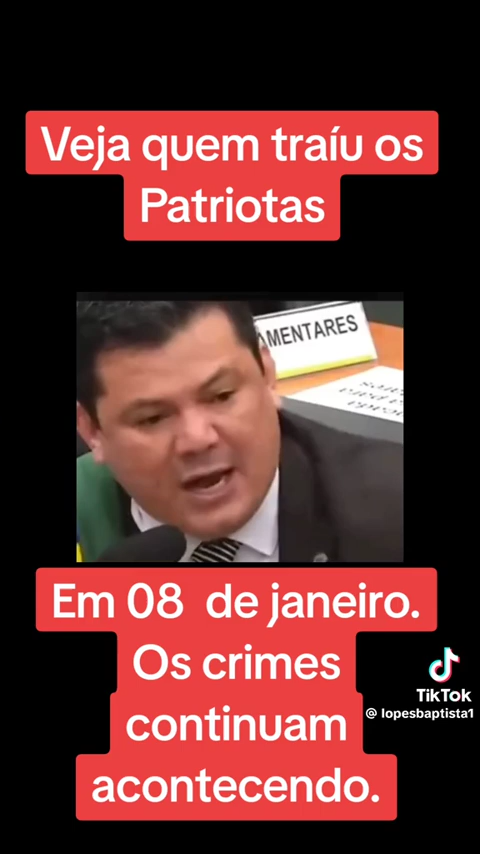 Veja quem traíu os
Patriotas
AMENTARES
Em 08 de janeiro.
Os crimes
continuam
acontecendo.
TikTok
@ lopesbaptista1